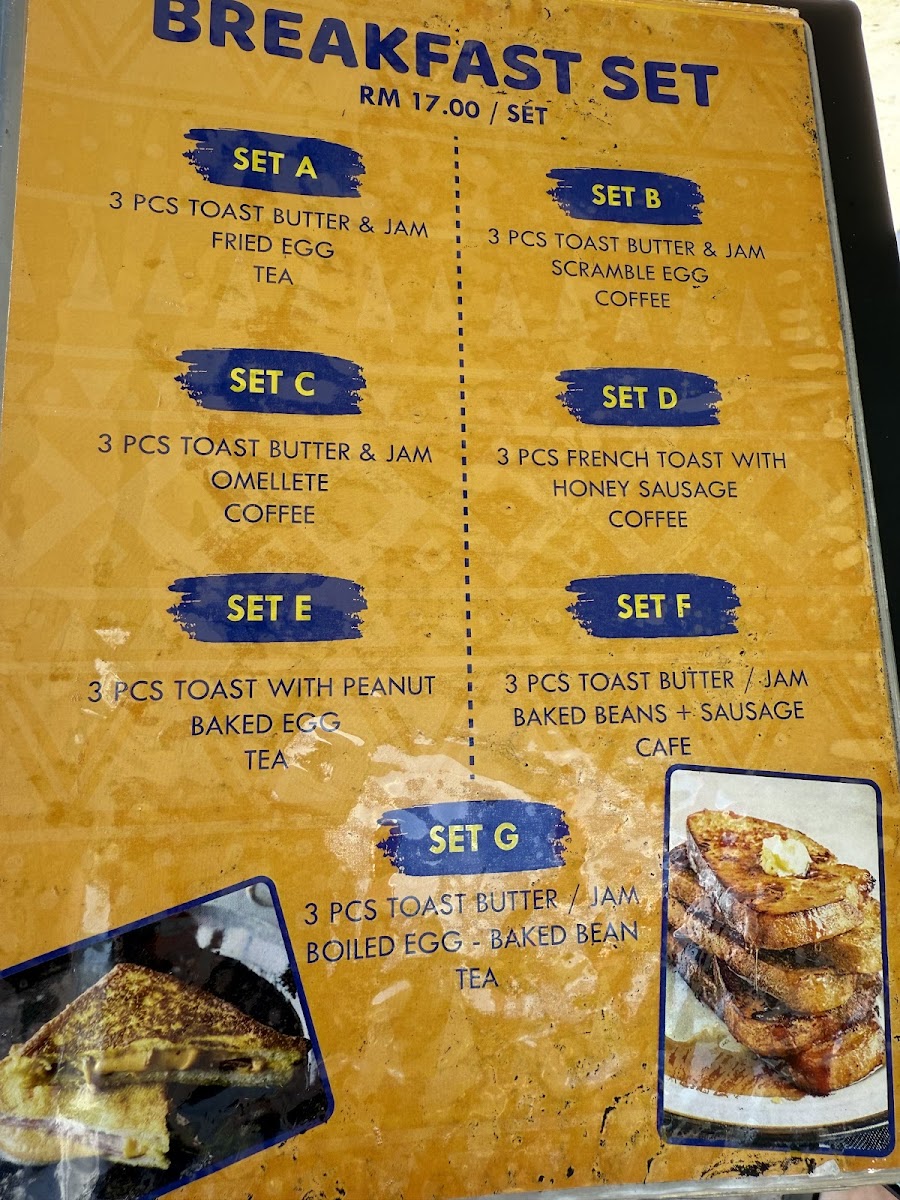 BREAKFAST SET
RM 17.00 / SET
SET A
3 PCS TOAST BUTTER & JAM
FRIED EGG
TEA
SET B
3 PCS TOAST BUTTER & JAM
SCRAMBLE EGG
COFFEE
SET C
3 PCS TOAST BUTTER & JAM
OMELLETE
COFFEE
SET D
3 PCS FRENCH TOAST WITH
HONEY SAUSAGE
COFFEE
SET E
3 PCS TOAST WITH PEANUT
BAKED EGG
TEA
SET F
3 PCS TOAST BUTTER / JAM
BAKED BEANS + SAUSAGE
CAFE
SET G
3 PCS TOAST BUTTER / JAM
BOILED EGG - BAKED BEAN
TEA